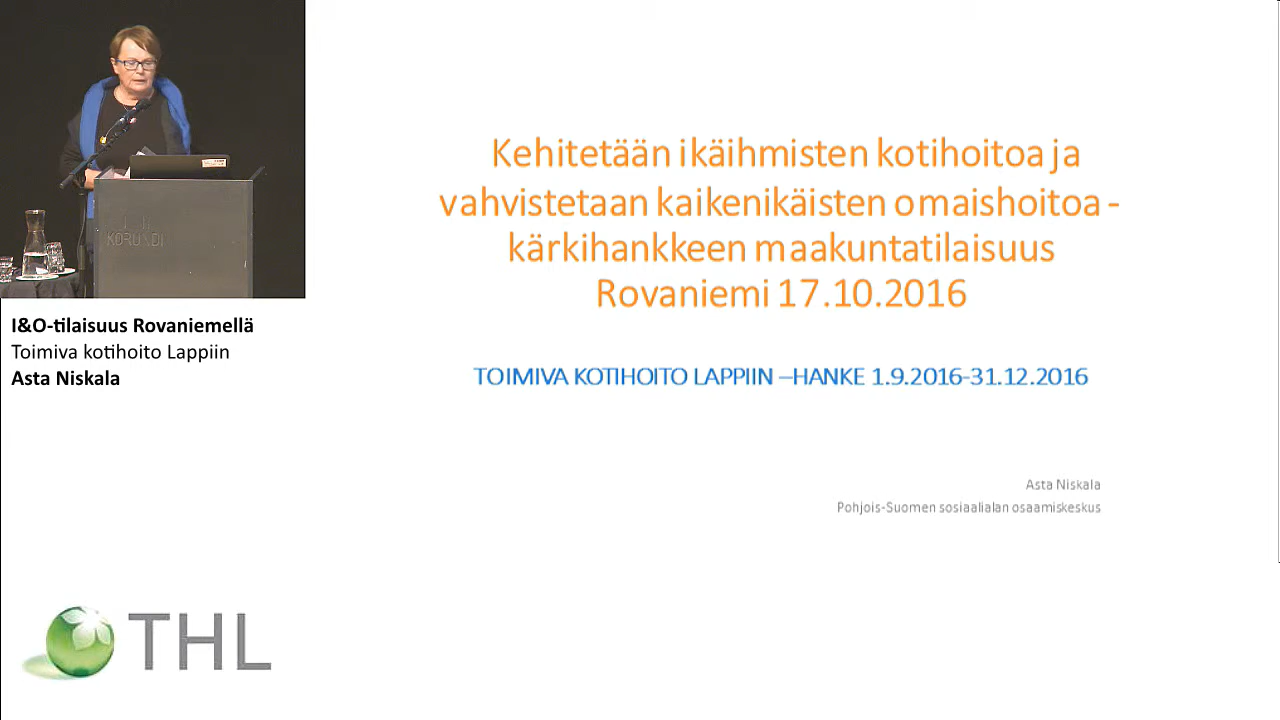 KORUNDI
I&O-tilaisuus Rovaniemellä
Toimiva kotihoito Lappiin
Asta Niskala
THL
Kehitetään ikäihmisten kotihoitoa ja
vahvistetaan kaikenikäisten omaishoitoa -
kärkihankkeen maakuntatilaisuus
Rovaniemi 17.10.2016
TOIMIVA KOTIHOITO LAPPIIN –HANKE 1.9.2016-31.12.2016
Asta Niskala
Pohjois-Suomen sosiaalialan osaamiskeskus